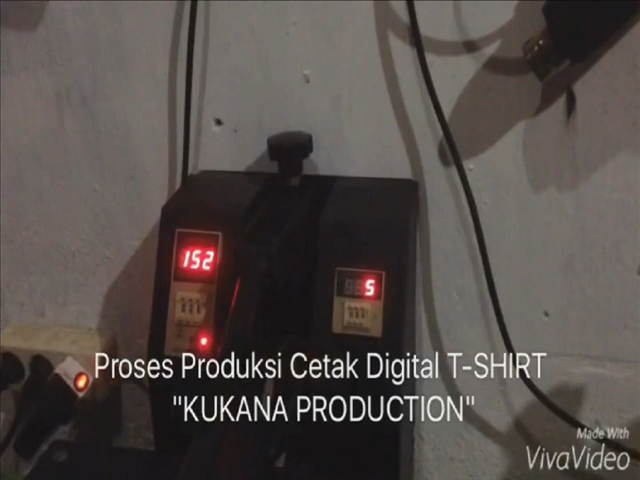 152
5
Proses Produksi Cetak Digital T-SHIRT
"KUKANA PRODUCTION"
Made With
VivaVideo